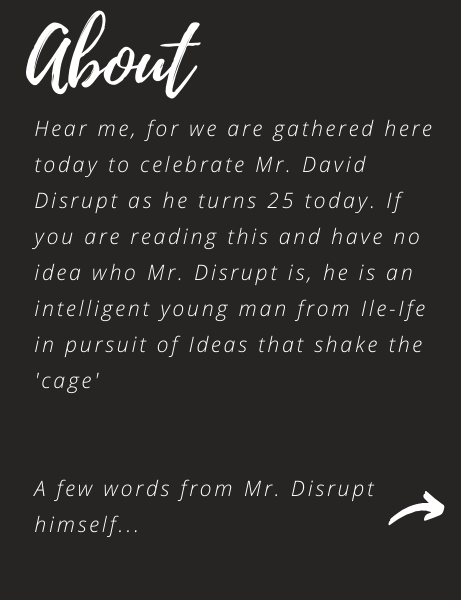 About
Hear me, for we are gathered here
today to celebrate Mr. David
Disrupt as he turns 25 today. If
you are reading this and have no
idea who Mr. Disrupt is, he is an
intelligent young man from Ile-Ife
in pursuit of Ideas that shake the
'cage'
A few words from Mr. Disrupt
himself...